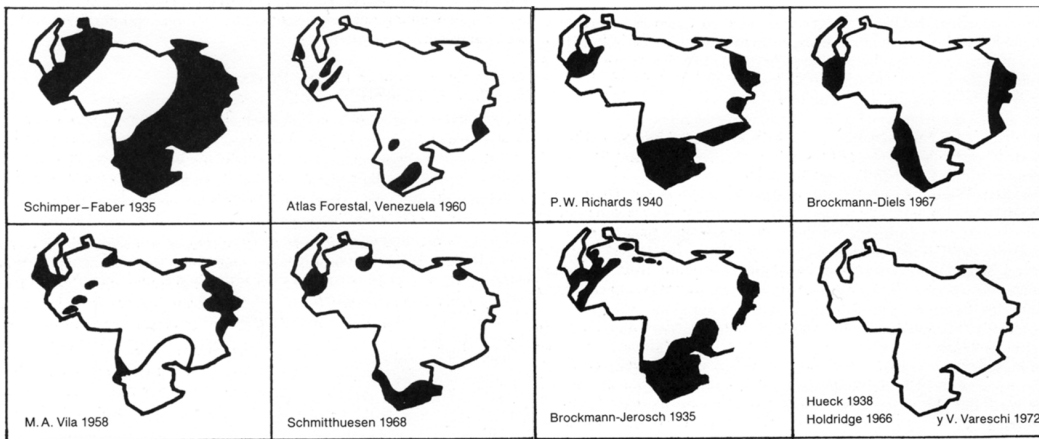 Schimper–Faber 1935
Atlas Forestal, Venezuela 1960
P. W. Richards 1940
Brockmann-Diels 1967
M. A. Vila 1958
Schmitthuesen 1968
Brockmann-Jerosch 1935
Hueck 1938
Holdridge 1966 y V. Vareschi 1972